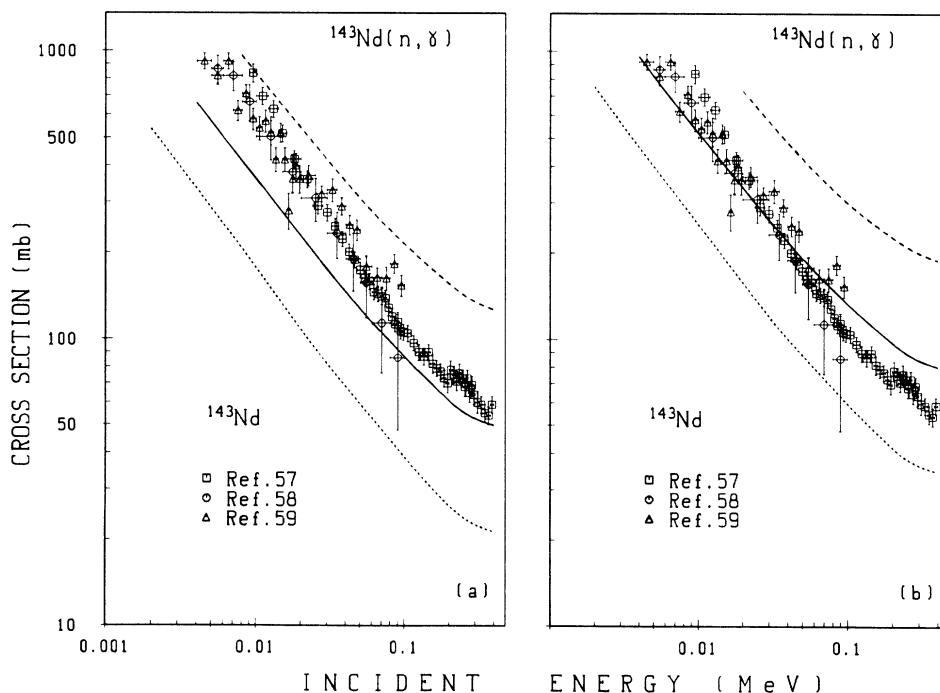 ¹⁴³Nd(n,γ)
¹⁴³Nd(n,γ)
1000
500
100
50
10
CROSS SECTION (mb)
¹⁴³Nd
Ref.57
Ref.58
Ref.59
(a)
¹⁴³Nd
Ref.57
Ref.58
Ref.59
(b)
0.001
0.01
0.1
0.01
0.1
INCIDENT ENERGY (MeV)